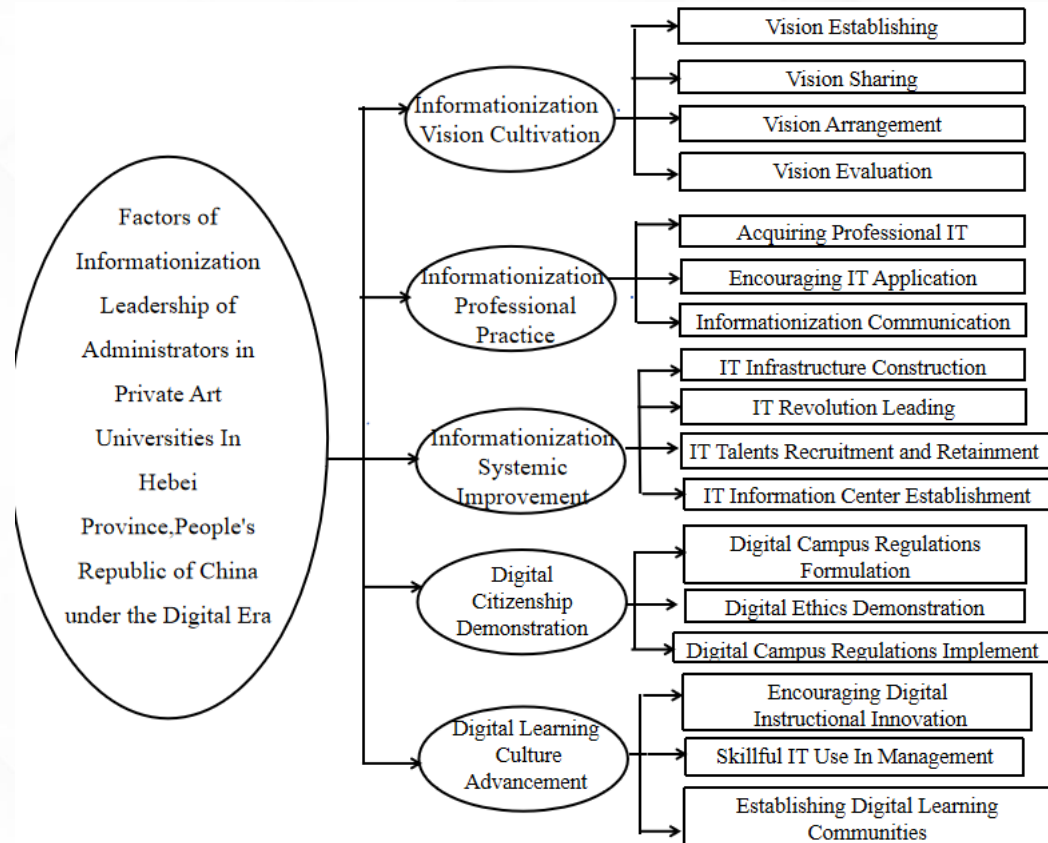 Factors of
Informationization
Leadership of
Administrators in
Private Art
Universities In
Hebei
Province,People's
Republic of China
under the Digital Era
Informationization
Vision Cultivation
Vision Establishing
Vision Sharing
Vision Arrangement
Vision Evaluation
Informationization
Professional
Practice
Acquiring Professional IT
Encouraging IT Application
Informationization Communication
Informationization
Systemic
Improvement
IT Infrastructure Construction
IT Revolution Leading
IT Talents Recruitment and Retainment
IT Information Center Establishment
Digital
Citizenship
Demonstration
Digital Campus Regulations
Formulation
Digital Ethics Demonstration
Digital Campus Regulations Implement
Digital Learning
Culture
Advancement
Encouraging Digital
Instructional Innovation
Skillful IT Use In Management
Establishing Digital Learning
Communities